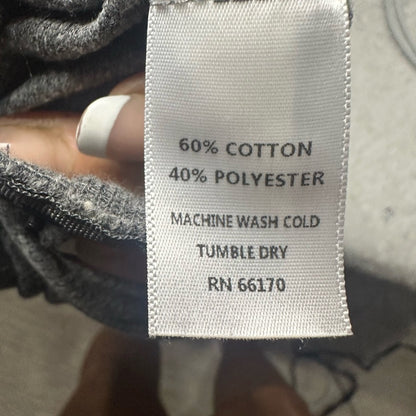 60% COTTON
40% POLYESTER
MACHINE WASH COLD
TUMBLE DRY
RN 66170